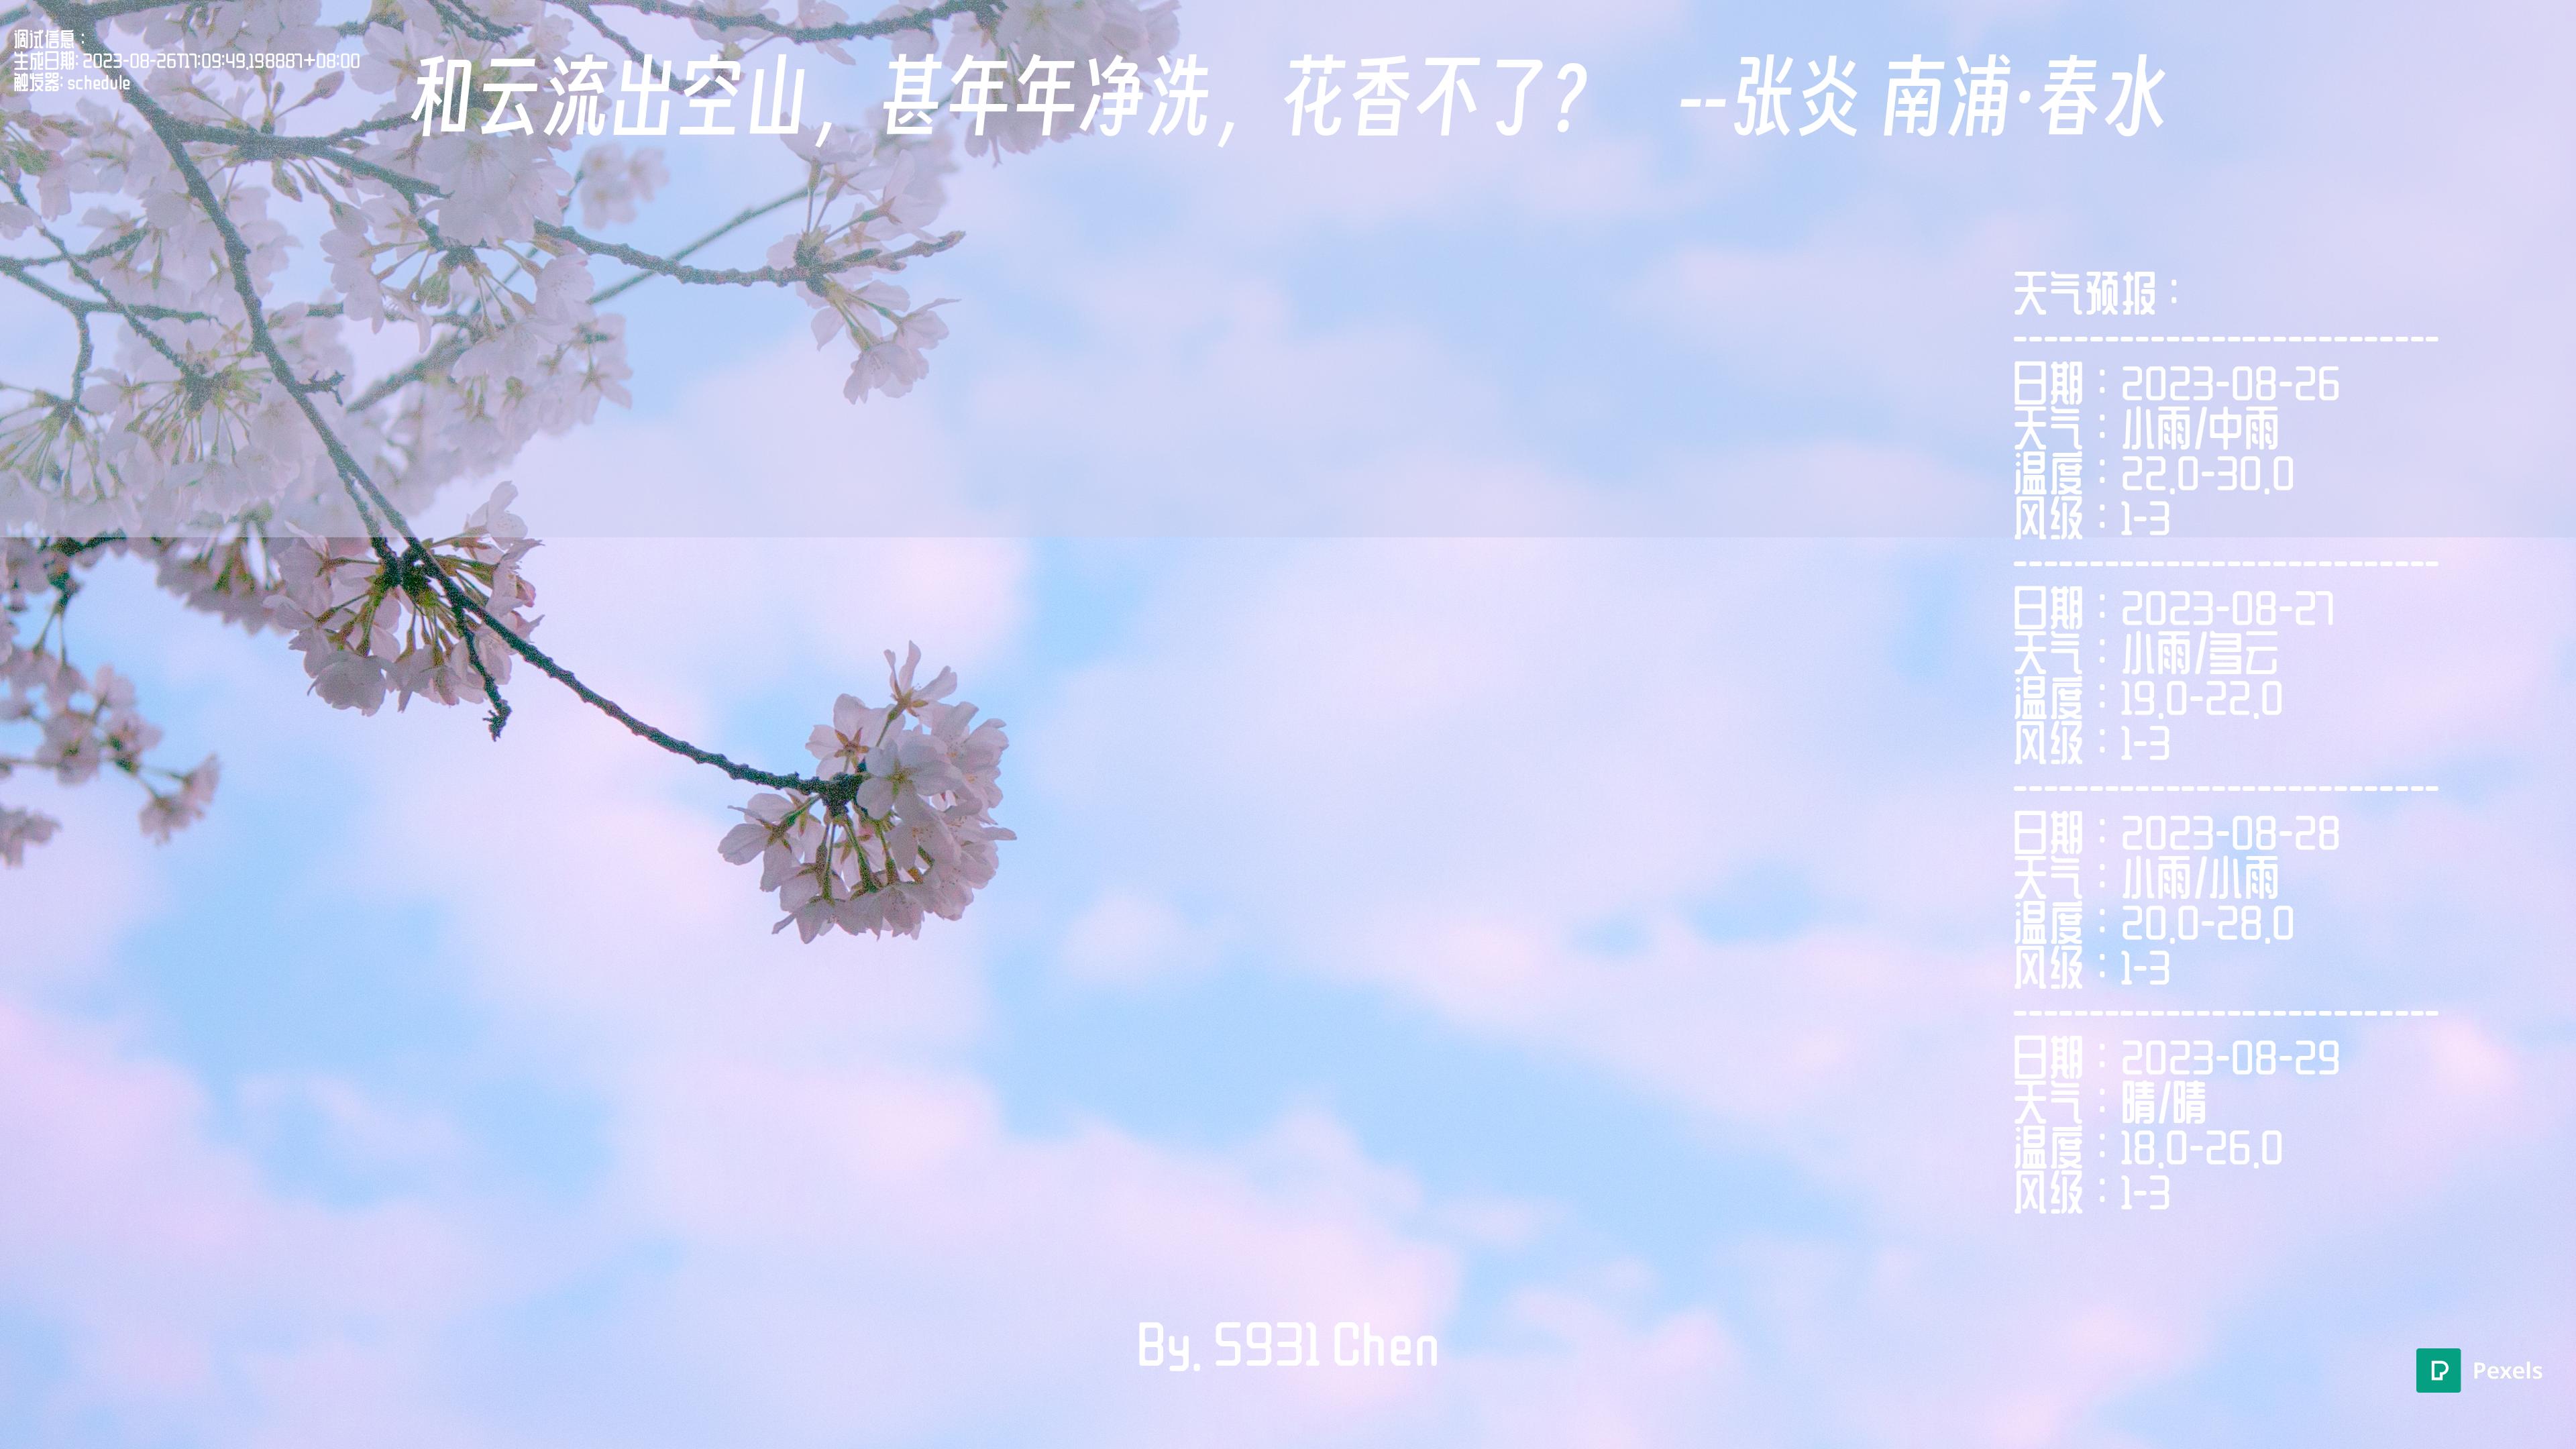 调试信息：
生成日期: 2023-08-26T17:09:49.198887+08:00
触发器: schedule
和云流出空山，甚年年净洗，花香不了？ --张炎 南浦·春水
天气预报：
----------------------------
日期：2023-08-26
天气：小雨/中雨
温度：22.0-30.0
风级：1-3
----------------------------
日期：2023-08-27
天气：小雨/多云
温度：19.0-22.0
风级：1-3
----------------------------
日期：2023-08-28
天气：小雨/小雨
温度：20.0-28.0
风级：1-3
----------------------------
日期：2023-08-29
天气：晴/晴
温度：18.0-26.0
风级：1-3
By. S931 Chen
Pexels